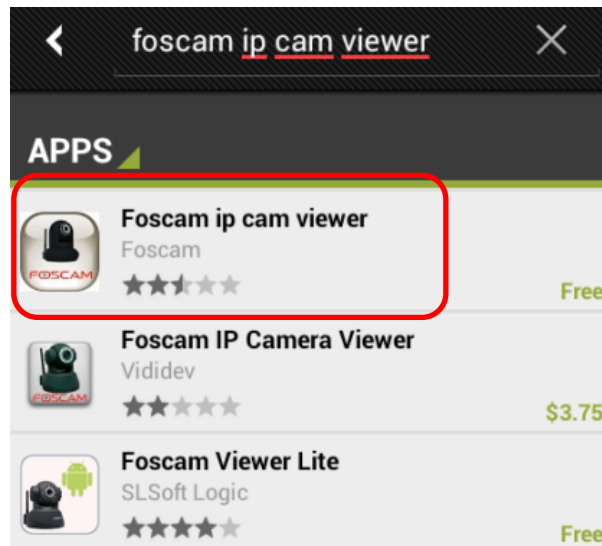 foscam ip cam viewer
APPS
Foscam ip cam viewer
Foscam
FOSCAM
Free
Foscam IP Camera Viewer
Vididev
FOSCAM
$3.75
Foscam Viewer Lite
SLSoft Logic
Free